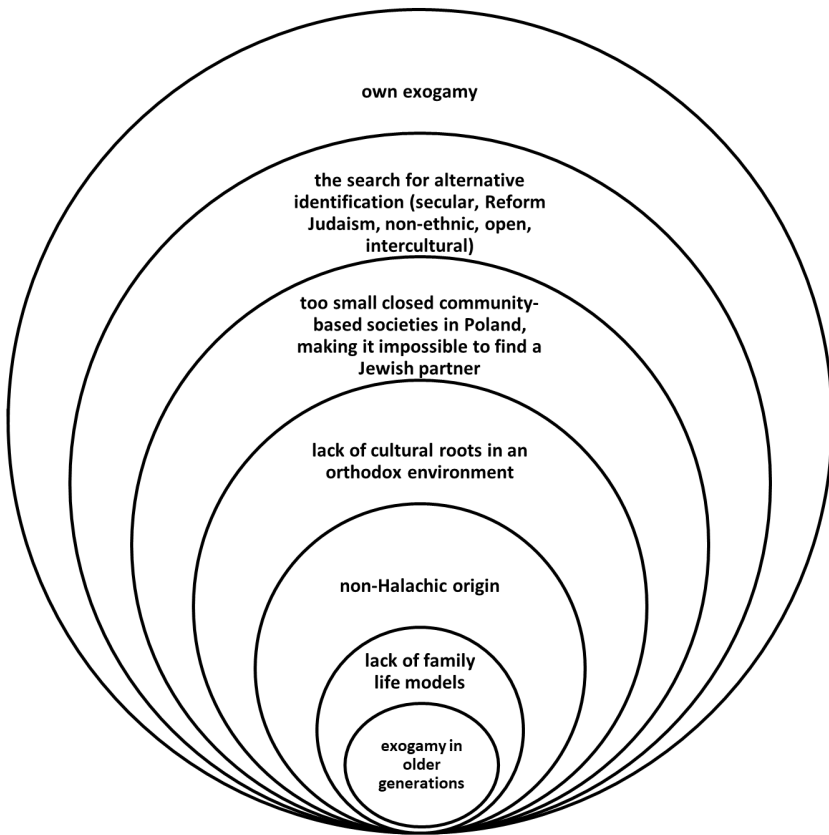 own exogamy
the search for alternative
identification (secular, Reform
Judaism, non-ethnic, open,
intercultural)
too small closed community-
based societies in Poland,
making it impossible to find a
Jewish partner
lack of cultural roots in an
orthodox environment
non-Halachic origin
lack of family
life models
exogamy in
older
generations